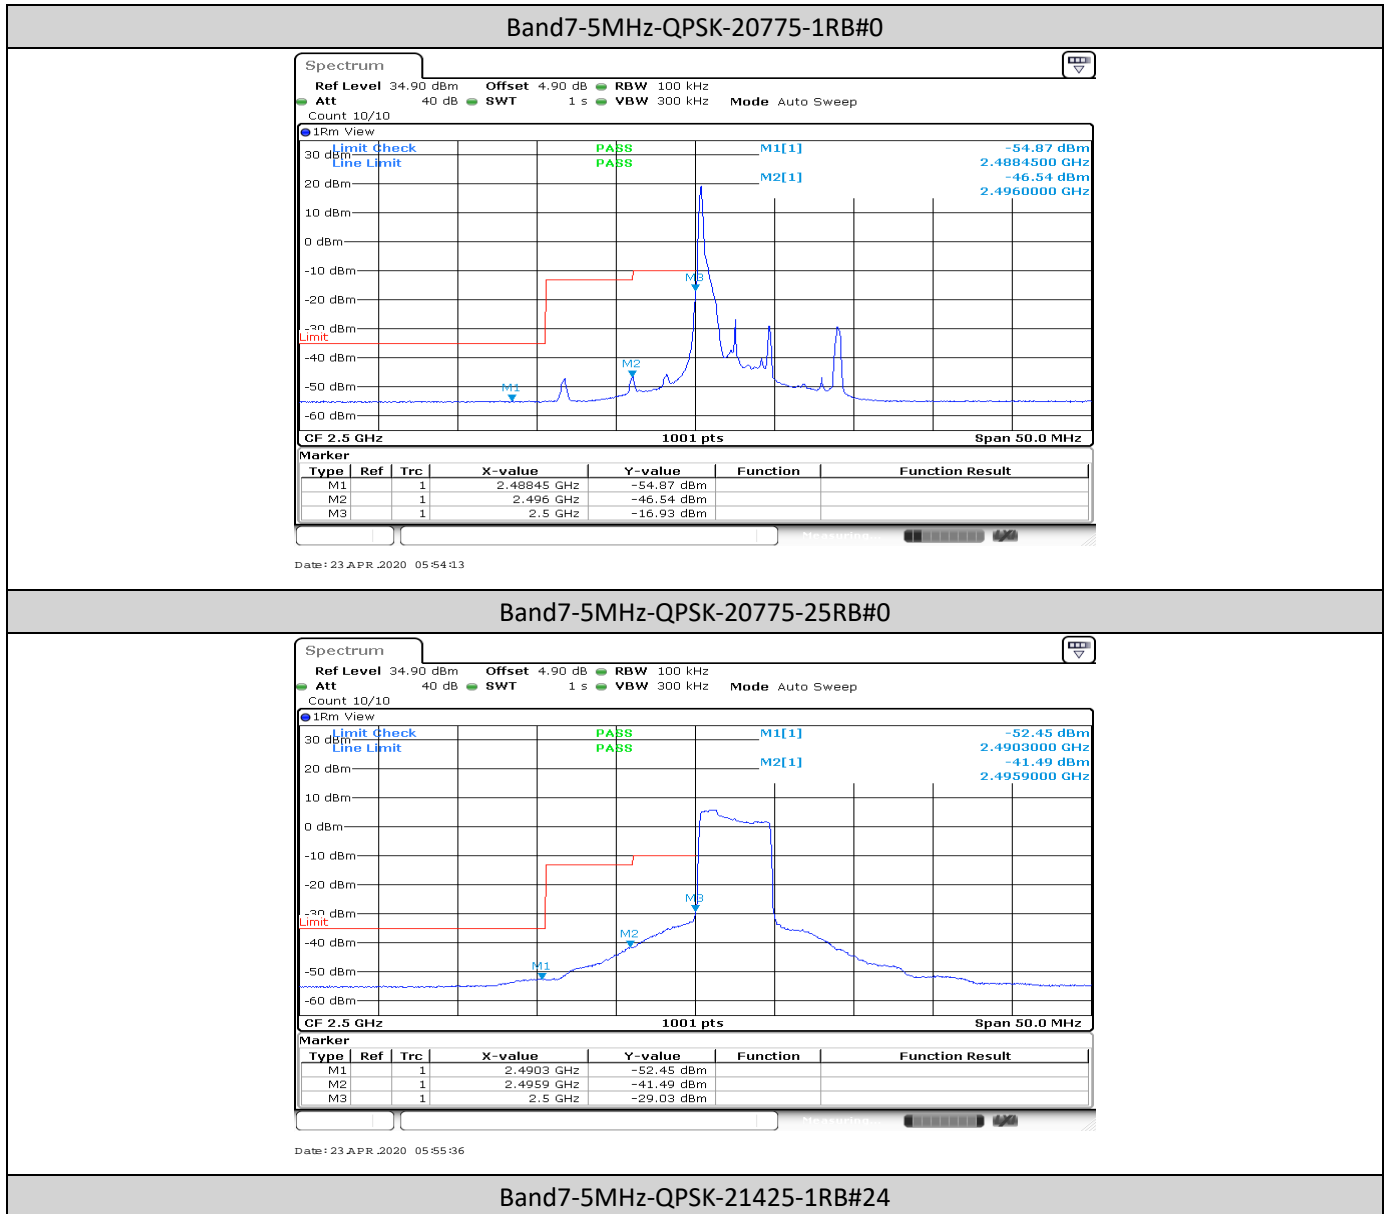 Band7-5MHz-QPSK-20775-1RB#0
Spectrum
Ref Level 34.90 dBm Offset 4.90 dB RBW 100 kHz
Att 40 dB SWT 1 s VBW 300 kHz Mode Auto Sweep
Count 10/10
1Rm View
Limit Check PASS M1[1] -54.87 dBm
30 dBm
Line Limit PASS 2.4884500 GHz
M2[1] -46.54 dBm
20 dBm
2.4960000 GHz
10 dBm
0 dBm
-10 dBm
M3
-20 dBm
-30 dBm
Limit
-40 dBm
M2
-50 dBm
M1
-60 dBm
CF 2.5 GHz 1001 pts Span 50.0 MHz
Marker
Type Ref Trc X-value Y-value Function Function Result
M1 1 2.48845 GHz -54.87 dBm
M2 1 2.496 GHz -46.54 dBm
M3 1 2.5 GHz -16.93 dBm
Measuring...
Date: 23.APR.2020 05:54:13
Band7-5MHz-QPSK-20775-25RB#0
Spectrum
Ref Level 34.90 dBm Offset 4.90 dB RBW 100 kHz
Att 40 dB SWT 1 s VBW 300 kHz Mode Auto Sweep
Count 10/10
1Rm View
Limit Check PASS M1[1] -52.45 dBm
30 dBm
Line Limit PASS 2.4903000 GHz
M2[1] -41.49 dBm
20 dBm
2.4959000 GHz
10 dBm
0 dBm
-10 dBm
-20 dBm
M3
-30 dBm
Limit
M2
-40 dBm
M1
-50 dBm
-60 dBm
CF 2.5 GHz 1001 pts Span 50.0 MHz
Marker
Type Ref Trc X-value Y-value Function Function Result
M1 1 2.4903 GHz -52.45 dBm
M2 1 2.4959 GHz -41.49 dBm
M3 1 2.5 GHz -29.03 dBm
Measuring...
Date: 23.APR.2020 05:55:36
Band7-5MHz-QPSK-21425-1RB#24